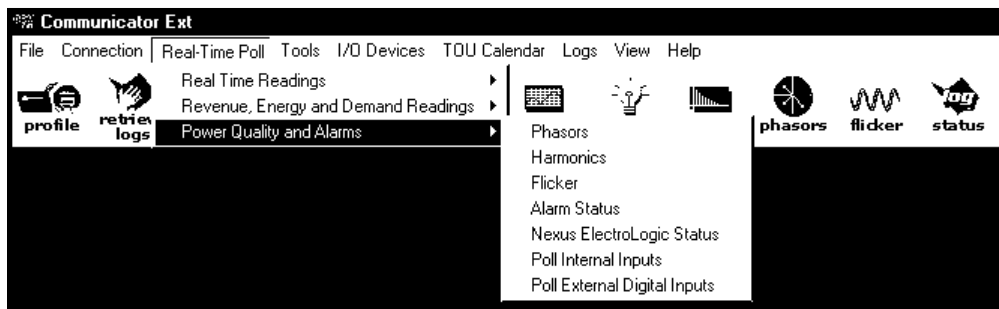 Communicator Ext
File Connection Real-Time Poll Tools I/O Devices TOU Calendar Logs View Help
profile
retriev
logs
Real Time Readings
Revenue, Energy and Demand Readings
Power Quality and Alarms
Phasors
Harmonics
Flicker
Alarm Status
Nexus ElectroLogic Status
Poll Internal Inputs
Poll External Digital Inputs
phasors
flicker
log
status